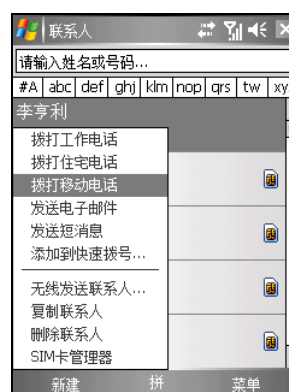 联系人
请输入姓名或号码...
#A abc def ghj klm nop qrs tw xy
李亨利
拨打工作电话
拨打住宅电话
拨打移动电话
发送电子邮件
发送短消息
添加到快速拨号...
无线发送联系人...
复制联系人
删除联系人
SIM卡管理器
新建 拼 菜单